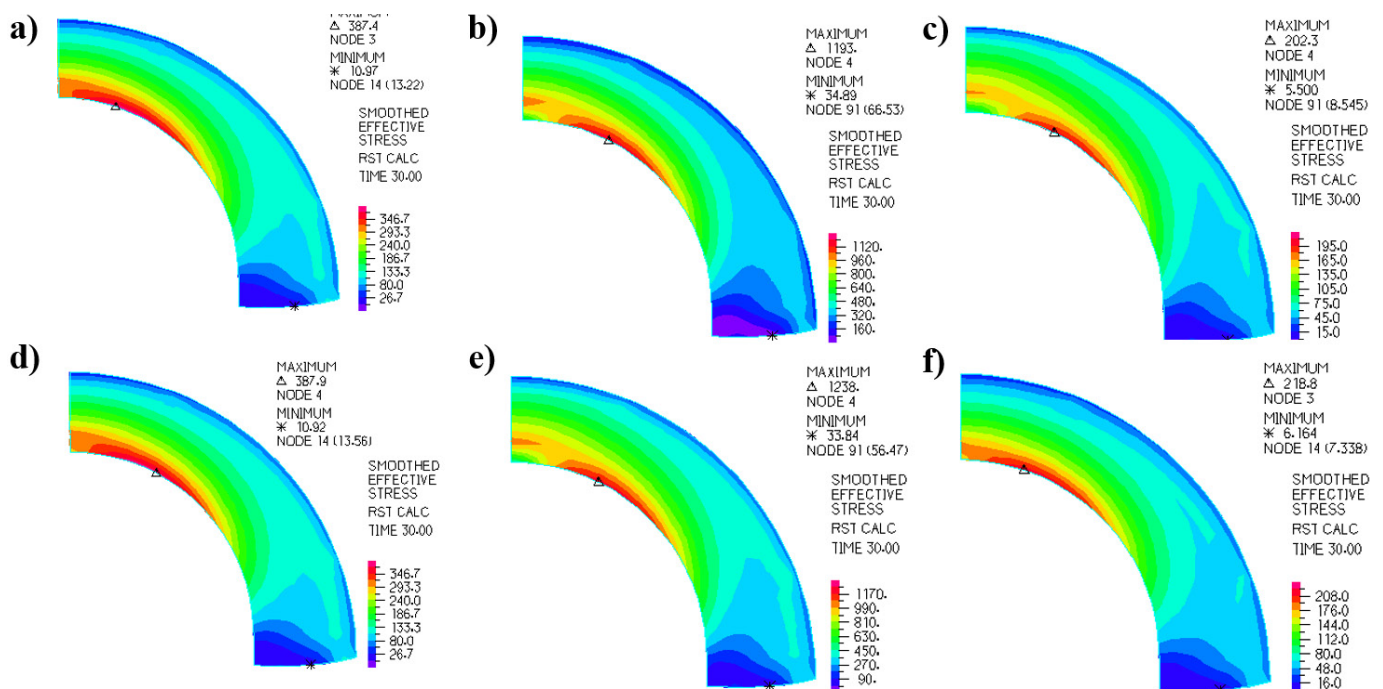 a)
MAXIMUM
△ 387.4
NODE 3
MINIMUM
✳ 10.97
NODE 14 (13.22)
SMOOTHED
EFFECTIVE
STRESS
RST CALC
TIME 30.00
346.7
293.3
240.0
186.7
133.3
80.0
26.7
b)
MAXIMUM
△ 1193.
NODE 4
MINIMUM
✳ 34.89
NODE 91 (66.53)
SMOOTHED
EFFECTIVE
STRESS
RST CALC
TIME 30.00
1120.
960.
800.
640.
480.
320.
160.
c)
MAXIMUM
△ 202.3
NODE 4
MINIMUM
✳ 5.500
NODE 91 (8.545)
SMOOTHED
EFFECTIVE
STRESS
RST CALC
TIME 30.00
195.0
165.0
135.0
105.0
75.0
45.0
15.0
d)
MAXIMUM
△ 387.9
NODE 4
MINIMUM
✳ 10.92
NODE 14 (13.56)
SMOOTHED
EFFECTIVE
STRESS
RST CALC
TIME 30.00
346.7
293.3
240.0
186.7
133.3
80.0
26.7
e)
MAXIMUM
△ 1238.
NODE 4
MINIMUM
✳ 33.84
NODE 91 (56.47)
SMOOTHED
EFFECTIVE
STRESS
RST CALC
TIME 30.00
1170.
990.
810.
630.
450.
270.
90.
f)
MAXIMUM
△ 218.8
NODE 3
MINIMUM
✳ 6.164
NODE 14 (7.338)
SMOOTHED
EFFECTIVE
STRESS
RST CALC
TIME 30.00
208.0
176.0
144.0
112.0
80.0
48.0
16.0